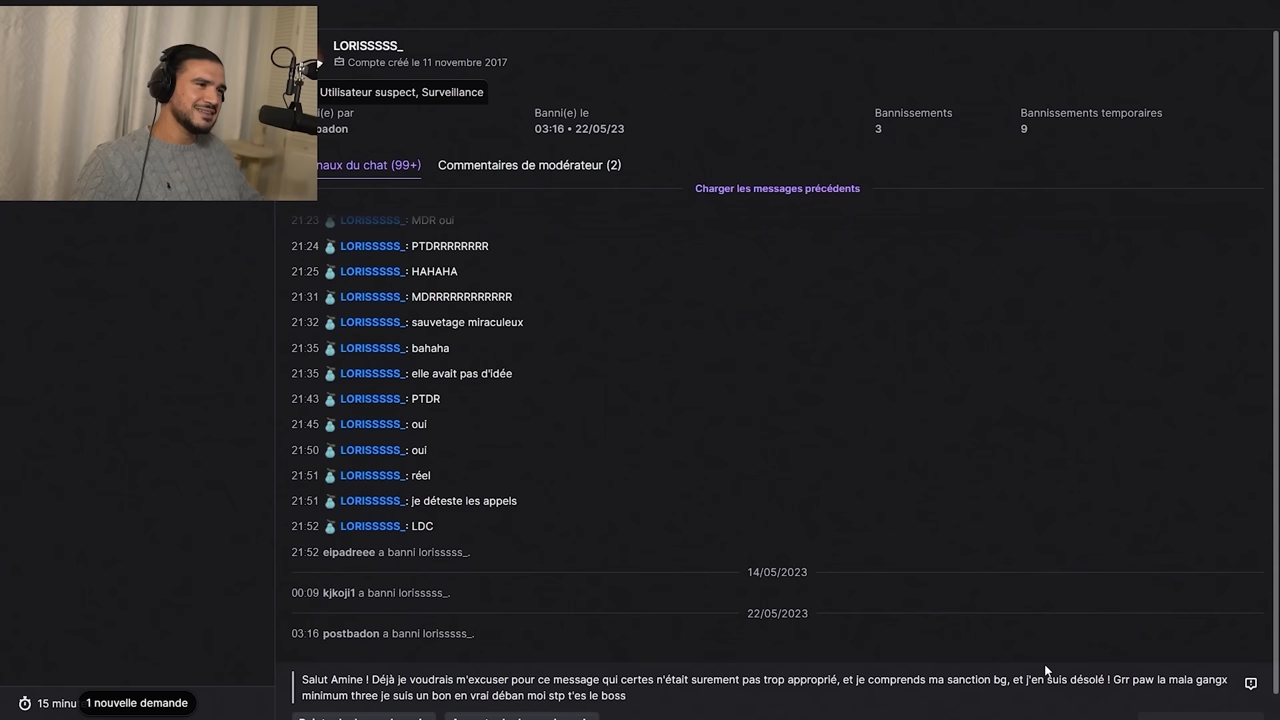 LORISSSSS_
Compte créé le 11 novembre 2017
Utilisateur suspect, Surveillance
par
Banni(e) le
Bannissements
Bannissements temporaires
badon
03:16 • 22/05/23
3
9
du chat (99+)
Commentaires de modérateur (2)
Charger les messages précédents
21:23 LORISSSSS_: MDR oui
21:24 LORISSSSS_: PTDRRRRRRRR
21:25 LORISSSSS_: HAHAHA
21:31 LORISSSSS_: MDRRRRRRRRRRRR
21:32 LORISSSSS_: sauvetage miraculeux
21:35 LORISSSSS_: bahaha
21:35 LORISSSSS_: elle avait pas d'idée
21:43 LORISSSSS_: PTDR
21:45 LORISSSSS_: oui
21:50 LORISSSSS_: oui
21:51 LORISSSSS_: réel
21:51 LORISSSSS_: je déteste les appels
21:52 LORISSSSS_: LDC
21:52 eipadreee a banni lorisssss_.
14/05/2023
00:09 kjkoji1 a banni lorisssss_.
22/05/2023
03:16 postbadon a banni lorisssss_.
Salut Amine ! Déjà je voudrais m'excuser pour ce message qui certes n'était surement pas trop approprié, et je comprends ma sanction bg, et j'en suis désolé ! Grr paw la mala gangx
minimum three je suis un bon en vrai déban moi stp t'es le boss
15 minu
1 nouvelle demande